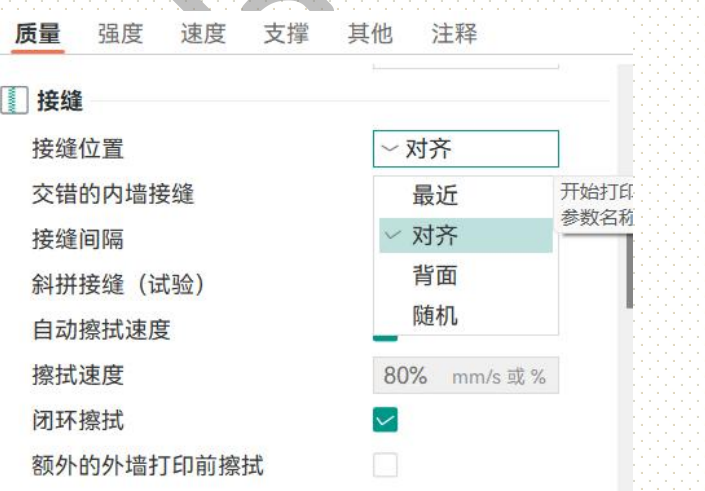 质量 强度 速度 支撑 其他 注释
接缝
接缝位置 对齐
交错的内墙接缝 最近 开始打印
参数名称
接缝间隔 对齐
斜拼接缝（试验） 背面
自动擦拭速度 随机
擦拭速度 80% mm/s 或 %
闭环擦拭
额外的外墙打印前擦拭